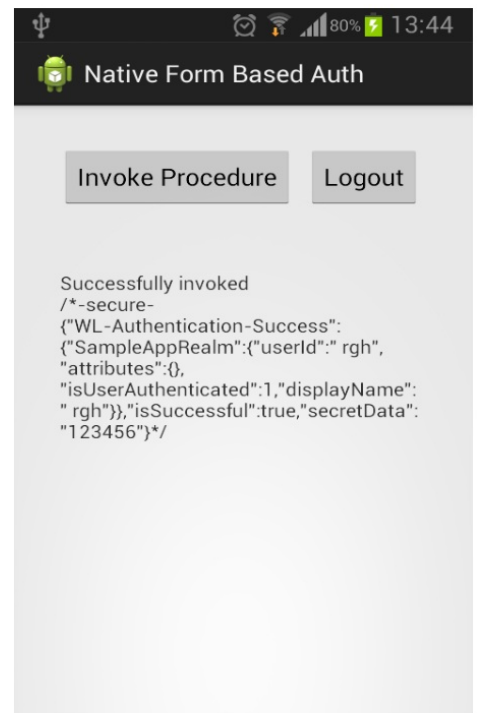 80% 13:44
Native Form Based Auth
Invoke Procedure Logout
Successfully invoked
/*-secure-
{"WL-Authentication-Success":
{"SampleAppRealm":{"userId":" rgh",
"attributes":{},
"isUserAuthenticated":1,"displayName":
" rgh"}},"isSuccessful":true,"secretData":
"123456"}*/